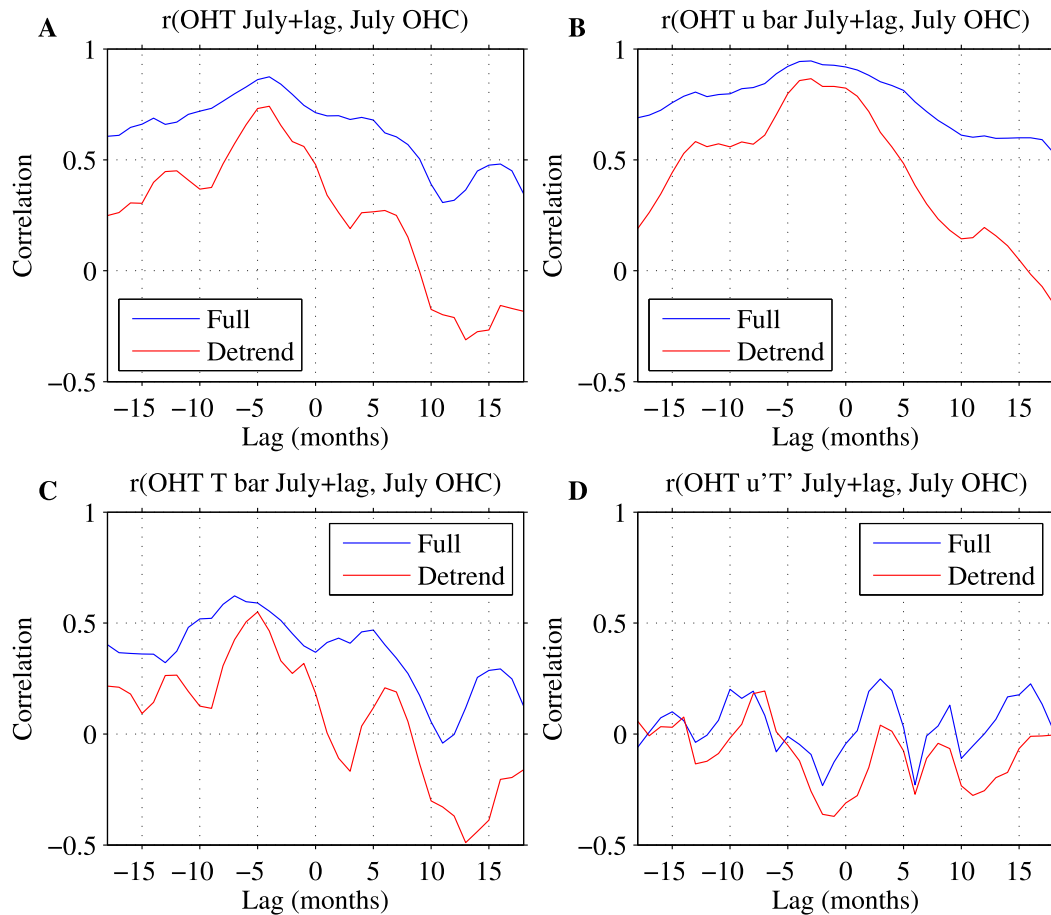 A
r(OHT July+lag, July OHC)
1
0.5
0
−0.5
Correlation
Full
Detrend
−15 −10 −5 0 5 10 15
Lag (months)
B
r(OHT u bar July+lag, July OHC)
1
0.5
0
−0.5
Correlation
Full
Detrend
−15 −10 −5 0 5 10 15
Lag (months)
C
r(OHT T bar July+lag, July OHC)
1
0.5
0
−0.5
Correlation
Full
Detrend
−15 −10 −5 0 5 10 15
Lag (months)
D
r(OHT u'T' July+lag, July OHC)
1
0.5
0
−0.5
Correlation
Full
Detrend
−15 −10 −5 0 5 10 15
Lag (months)